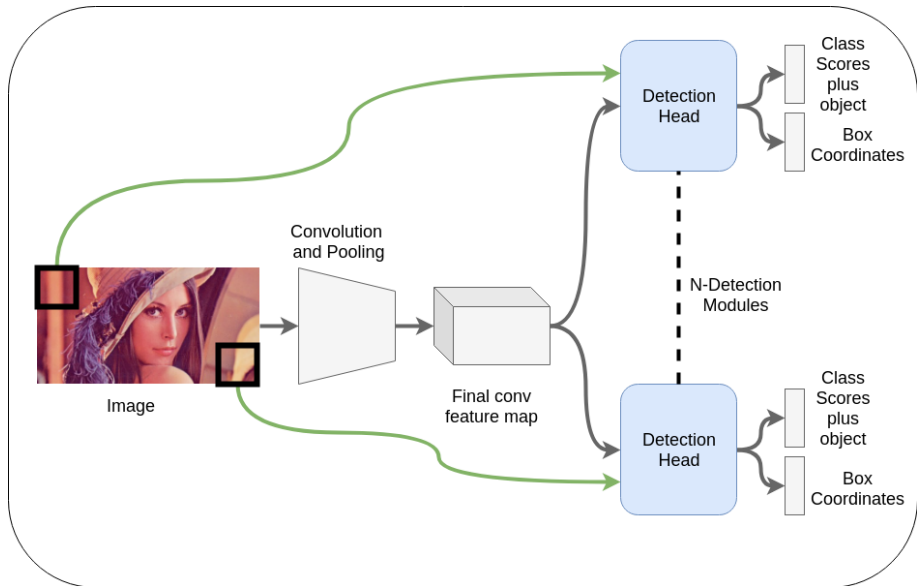 Class
Scores
plus
object
Detection
Head
Box
Coordinates
Convolution
and Pooling
N-Detection
Modules
Image
Final conv
feature map
Class
Scores
plus
object
Detection
Head
Box
Coordinates